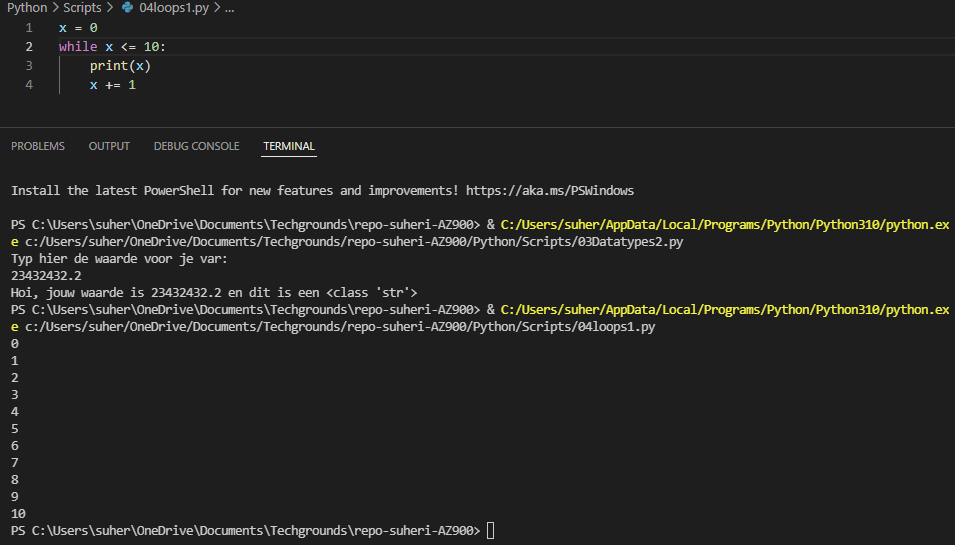 Python > Scripts > 04loops1.py > ...
1 x = 0
2 while x <= 10:
3 print(x)
4 x += 1
PROBLEMS OUTPUT DEBUG CONSOLE TERMINAL
Install the latest PowerShell for new features and improvements! https://aka.ms/PSWindows
PS C:\Users\suher\OneDrive\Documents\Techgrounds\repo-suheri-AZ900> & C:/Users/suher/AppData/Local/Programs/Python/Python310/python.ex
e c:/Users/suher/OneDrive/Documents/Techgrounds/repo-suheri-AZ900/Python/Scripts/03Datatypes2.py
Typ hier de waarde voor je var:
23432432.2
Hoi, jouw waarde is 23432432.2 en dit is een <class 'str'>
PS C:\Users\suher\OneDrive\Documents\Techgrounds\repo-suheri-AZ900> & C:/Users/suher/AppData/Local/Programs/Python/Python310/python.ex
e c:/Users/suher/OneDrive/Documents/Techgrounds/repo-suheri-AZ900/Python/Scripts/04loops1.py
0
1
2
3
4
5
6
7
8
9
10
PS C:\Users\suher\OneDrive\Documents\Techgrounds\repo-suheri-AZ900>